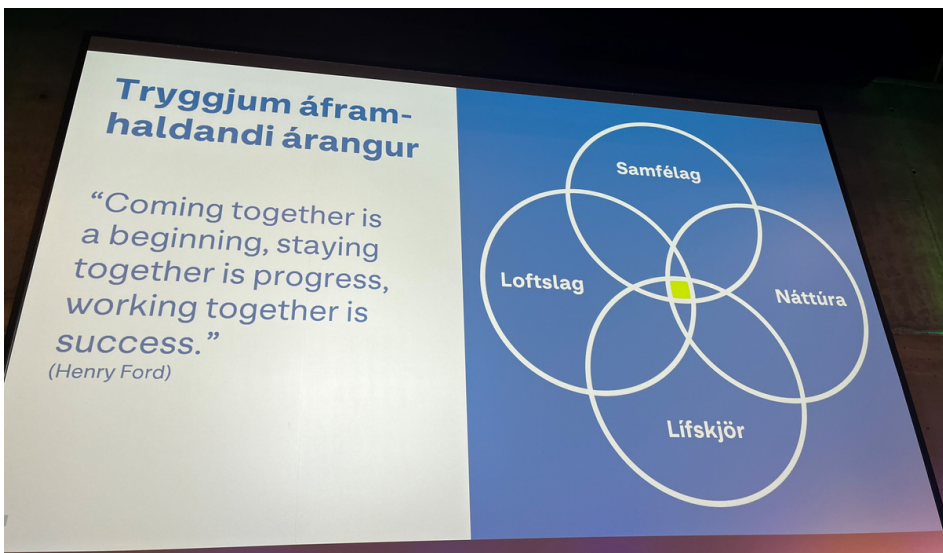 Tryggjum áfram-
haldandi árangur
“Coming together is
a beginning, staying
together is progress,
working together is
success.”
(Henry Ford)
Samfélag
Loftslag
Náttúra
Lífskjör